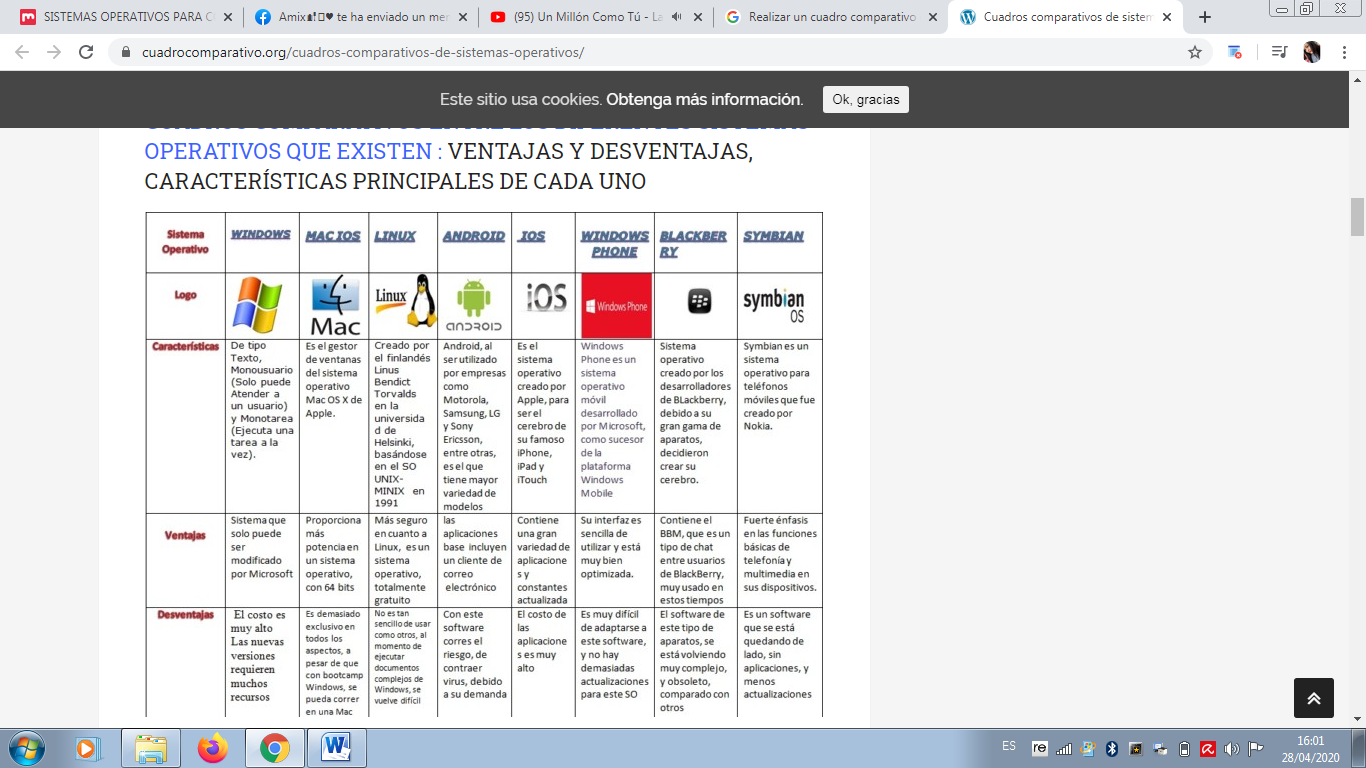 SISTEMAS OPERATIVOS PARA C
Amix te ha enviado un men
(95) Un Millón Como Tú - La
Realizar un cuadro comparativo
Cuadros comparativos de sistem
cuadrocomparativo.org/cuadros-comparativos-de-sistemas-operativos/
Este sitio usa cookies. Obtenga más información.
Ok, gracias
OPERATIVOS QUE EXISTEN : VENTAJAS Y DESVENTAJAS,
CARACTERÍSTICAS PRINCIPALES DE CADA UNO
Sistema
Operativo
WINDOWS
MAC IOS
LINUX
ANDROID
IOS
WINDOWS
PHONE
BLACKBER
RY
SYMBIAN
Logo
Mac
Linux
ANDROID
iOS
Windows Phone
symbian
OS
Características
De tipo
Texto,
Monousuario
(Solo puede
Atender a
un usuario)
y Monotarea
(Ejecuta una
tarea a la
vez).
Es el gestor
de ventanas
del sistema
operativo
Mac OS X de
Apple.
Creado por
el finlandés
Linus
Bendict
Torvalds
en la
universida
d de
Helsinki,
basándose
en el SO
UNIX-
MINIX en
1991
Android, al
ser utilizado
por empresas
como
Motorola,
Samsung, LG
y Sony
Ericsson,
entre otras,
es el que
tiene mayor
variedad de
modelos
Es el
sistema
operativo
creado por
Apple, para
ser el
cerebro de
su famoso
iPhone,
iPad y
iTouch
Windows
Phone es un
sistema
operativo
móvil
desarrollado
por Microsoft,
como sucesor
de la
plataforma
Windows
Mobile
Sistema
operativo
creado por los
desarrolladores
de BLackberry,
debido a su
gran gama de
aparatos,
decidieron
crear su
cerebro.
Symbian es un
sistema
operativo para
teléfonos
móviles que fue
creado por
Nokia.
Ventajas
Sistema que
solo puede
ser
modificado
por Microsoft
Proporciona
más
potencia en
un sistema
operativo,
con 64 bits
Más seguro
en cuanto a
Linux, es un
sistema
operativo,
totalmente
gratuito
las
aplicaciones
base incluyen
un cliente de
correo
electrónico
Contiene
una gran
variedad de
aplicacione
s y
constantes
actualizada
Su interfaz es
sencilla de
utilizar y está
muy bien
optimizada.
Contiene el
BBM, que es un
tipo de chat
entre usuarios
de BlackBerry,
muy usado en
estos tiempos
Fuerte énfasis
en las funciones
básicas de
telefonía y
multimedia en
sus dispositivos.
Desventajas
El costo es
muy alto
Las nuevas
versiones
requieren
muchos
recursos
Es demasiado
exclusivo en
todos los
aspectos, a
pesar de que
con bootcamp
Windows, se
pueda correr
en una Mac
No es tan
sencillo de usar
como otros, al
momento de
ejecutar
documentos
complejos de
Windows, se
vuelve difícil
Con este
software
corres el
riesgo, de
contraer
virus, debido
a su demanda
El costo de
las
aplicacione
s es muy
alto
Es muy difícil
de adaptarse a
este software,
y no hay
demasiadas
actualizaciones
para este SO
El software de
este tipo de
aparatos, se
está volviendo
muy complejo,
y obsoleto,
comparado con
otros
Es un software
que se está
quedando de
lado, sin
aplicaciones, y
menos
actualizaciones
ES
re
16:01
28/04/2020